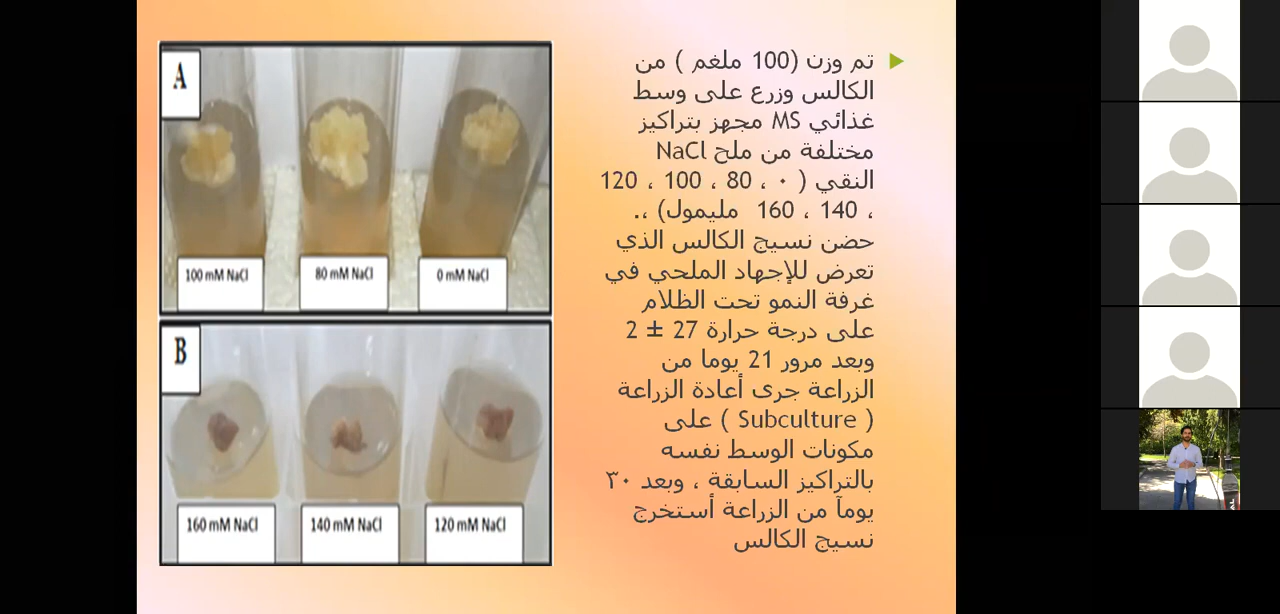 تم وزن (100 ملغم ) من
الكالس وزرع على وسط
غذائي MS مجهز بتراكيز
مختلفة من ملح NaCl
النقي ( ٠ ، 80 ، 100 ، 120
، 140 ، 160 مليمول) ،.
حضن نسيج الكالس الذي
تعرض للإجهاد الملحي في
غرفة النمو تحت الظلام
على درجة حرارة 27 ± 2
وبعد مرور 21 يوما من
الزراعة جرى أعادة الزراعة
( Subculture ) على
مكونات الوسط نفسه
بالتراكيز السابقة ، وبعد ٣٠
يومآ من الزراعة أستخرج
نسيج الكالس
A
100 mM NaCl
80 mM NaCl
0 mM NaCl
B
160 mM NaCl
140 mM NaCl
120 mM NaCl